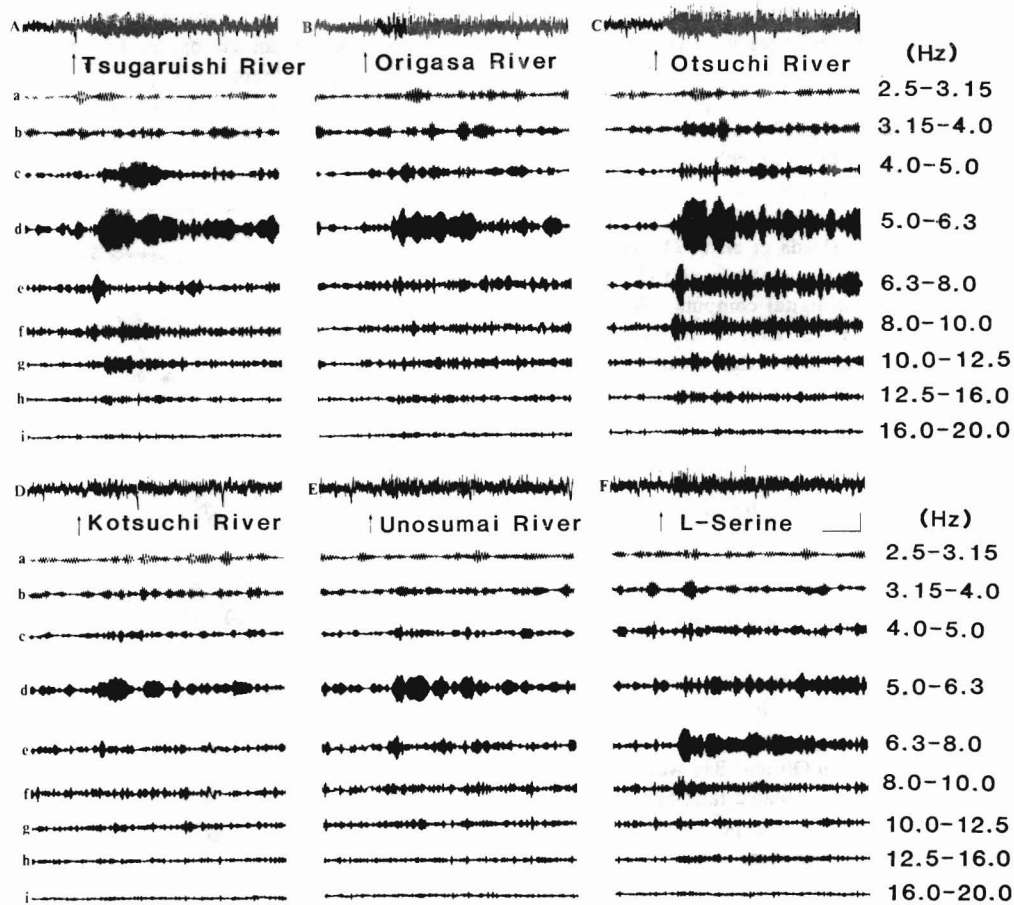 A B C
↑Tsugaruishi River ↑Origasa River ↑Otsuchi River (Hz)
a 2.5-3.15
b 3.15-4.0
c 4.0-5.0
d 5.0-6.3
e 6.3-8.0
f 8.0-10.0
g 10.0-12.5
h 12.5-16.0
i 16.0-20.0
D E F
↑Kotsuchi River ↑Unosumai River ↑L-Serine (Hz)
a 2.5-3.15
b 3.15-4.0
c 4.0-5.0
d 5.0-6.3
e 6.3-8.0
f 8.0-10.0
g 10.0-12.5
h 12.5-16.0
i 16.0-20.0